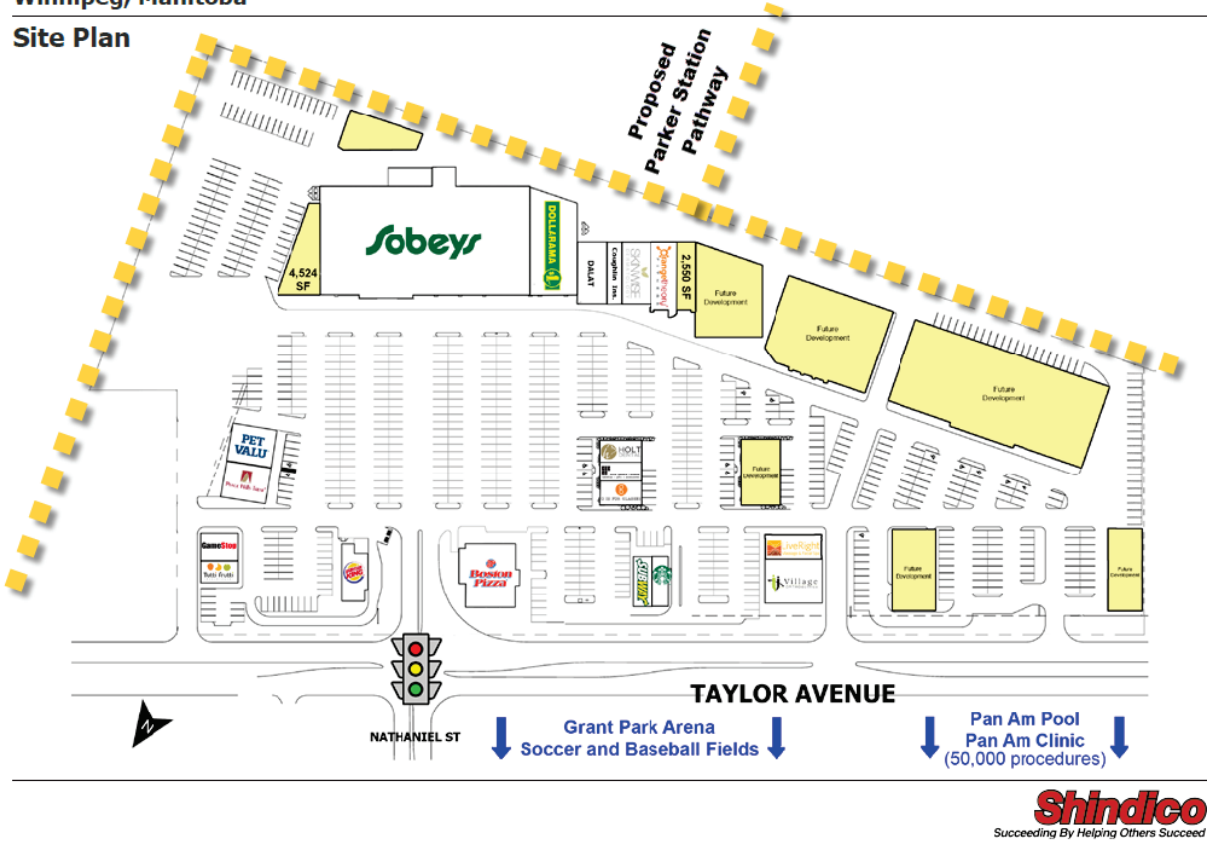 Winnipeg, Manitoba
Site Plan
Proposed
Parker Station
Pathway
Sobeys
DOLLARAMA
4,524
SF
DALAT
Coughlin Inc.
SKINWISE
Orangetheory
2,550 SF
Future
Development
Future
Development
Future
Development
PET
VALU
HOLT
Future
Development
GameStop
Tutti Frutti
BURGER
KING
Boston
Pizza
SUBWAY
LiveRight
Village
Future
Development
Future
Development
TAYLOR AVENUE
N
NATHANIEL ST
Grant Park Arena
Soccer and Baseball Fields
Pan Am Pool
Pan Am Clinic
(50,000 procedures)
Shindico
Succeeding By Helping Others Succeed